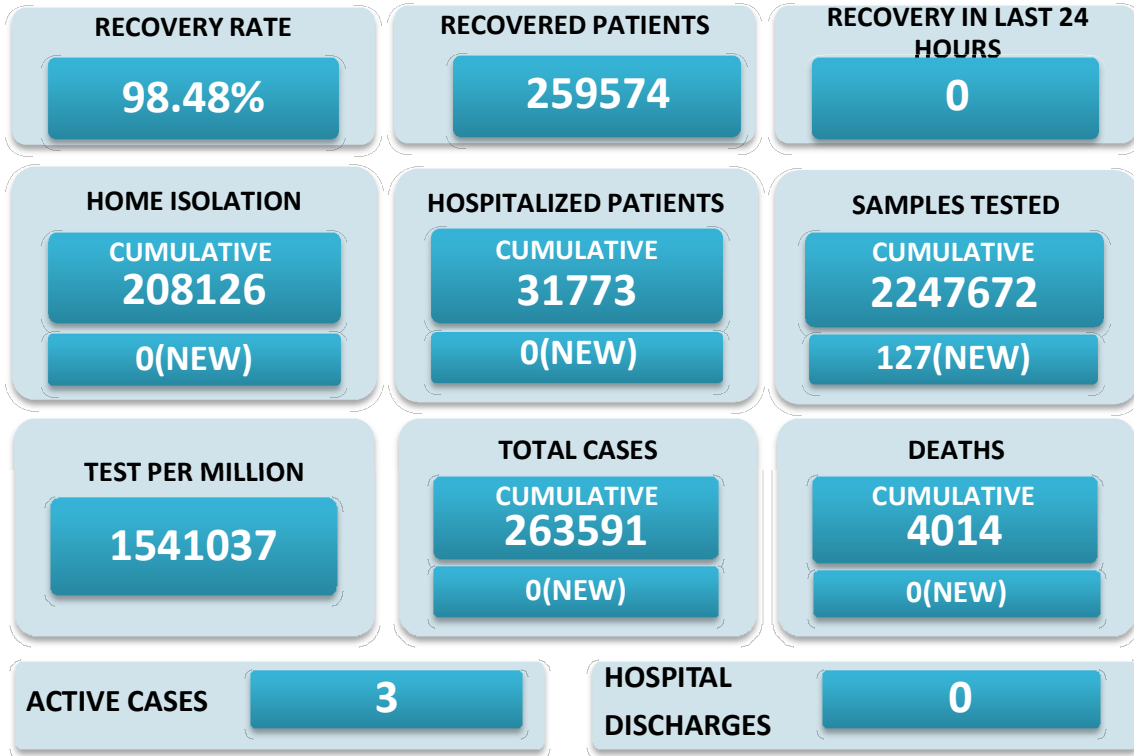 RECOVERY RATE
98.48%
RECOVERED PATIENTS
259574
RECOVERY IN LAST 24
HOURS
0
HOME ISOLATION
CUMULATIVE
208126
0(NEW)
HOSPITALIZED PATIENTS
CUMULATIVE
31773
0(NEW)
SAMPLES TESTED
CUMULATIVE
2247672
127(NEW)
TEST PER MILLION
1541037
TOTAL CASES
CUMULATIVE
263591
0(NEW)
DEATHS
CUMULATIVE
4014
0(NEW)
ACTIVE CASES
3
HOSPITAL
DISCHARGES
0